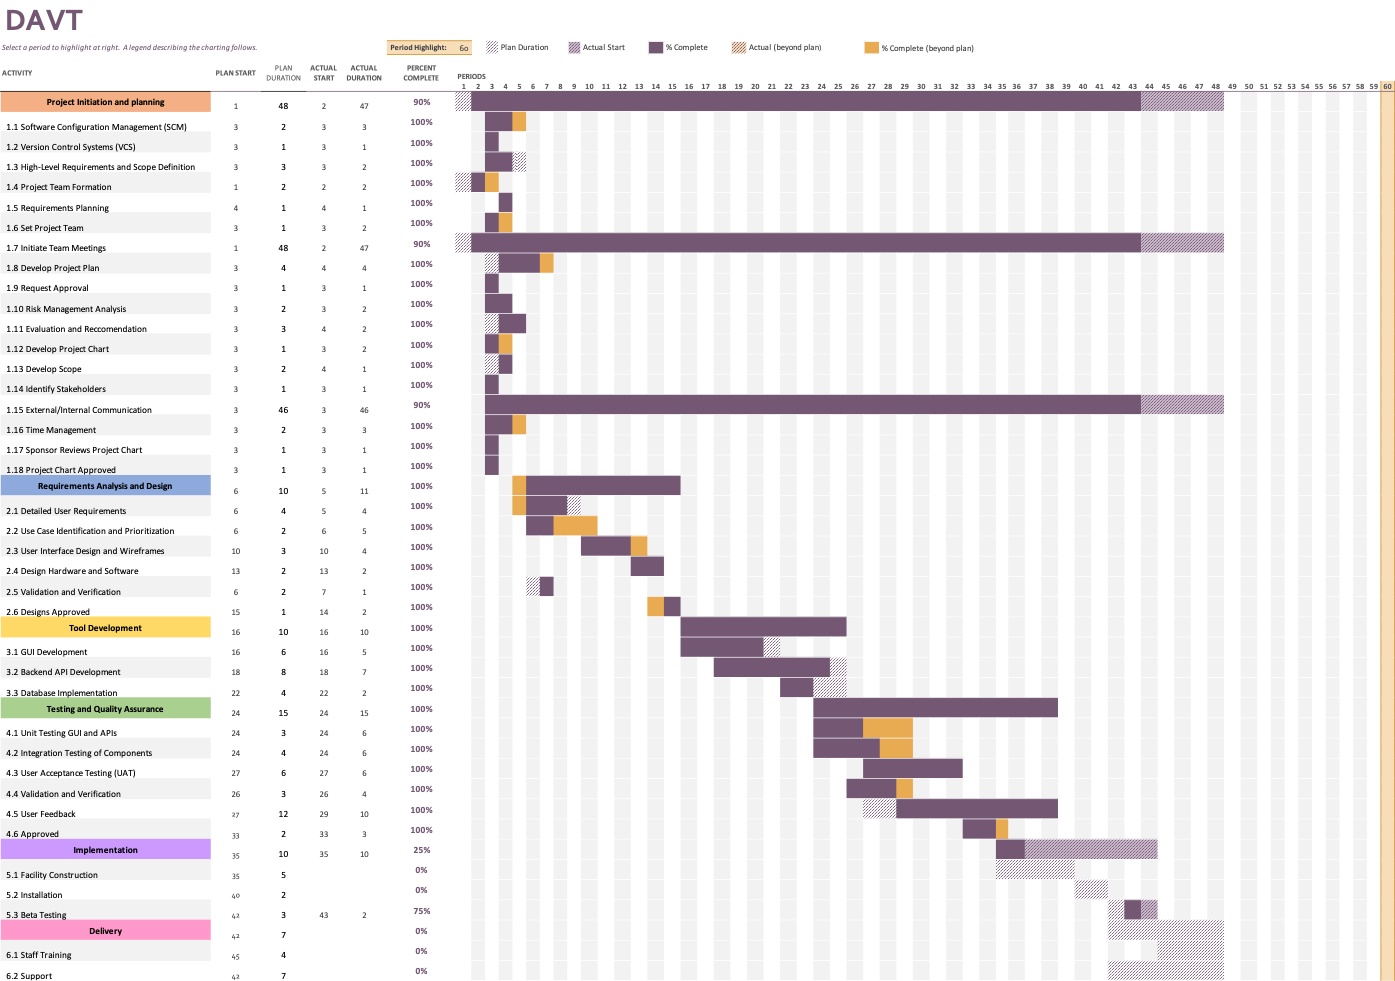 DAVT
Select a period to highlight at right.  A legend describing the charting follows.
Period Highlight: 60 Plan Duration Actual Start % Complete Actual (beyond plan) % Complete (beyond plan)
ACTIVITY PLAN START PLAN DURATION ACTUAL START ACTUAL DURATION PERCENT COMPLETE PERIODS
1 2 3 4 5 6 7 8 9 10 11 12 13 14 15 16 17 18 19 20 21 22 23 24 25 26 27 28 29 30 31 32 33 34 35 36 37 38 39 40 41 42 43 44 45 46 47 48 49 50 51 52 53 54 55 56 57 58 59 60
Project Initiation and planning 1 48 2 47 90%
1.1 Software Configuration Management (SCM) 3 2 3 3 100%
1.2 Version Control Systems (VCS) 3 1 3 1 100%
1.3 High-Level Requirements and Scope Definition 3 3 3 2 100%
1.4 Project Team Formation 1 2 2 2 100%
1.5 Requirements Planning 4 1 4 1 100%
1.6 Set Project Team 3 1 3 2 100%
1.7 Initiate Team Meetings 1 48 2 47 90%
1.8 Develop Project Plan 3 4 4 4 100%
1.9 Request Approval 3 1 3 1 100%
1.10 Risk Management Analysis 3 2 3 2 100%
1.11 Evaluation and Reccomendation 3 3 4 2 100%
1.12 Develop Project Chart 3 1 3 2 100%
1.13 Develop Scope 3 2 4 1 100%
1.14 Identify Stakeholders 3 1 3 1 100%
1.15 External/Internal Communication 3 46 3 46 90%
1.16 Time Management 3 2 3 3 100%
1.17 Sponsor Reviews Project Chart 3 1 3 1 100%
1.18 Project Chart Approved 3 1 3 1 100%
Requirements Analysis and Design 6 10 5 11 100%
2.1 Detailed User Requirements 6 4 5 4 100%
2.2 Use Case Identification and Prioritization 6 2 6 5 100%
2.3 User Interface Design and Wireframes 10 3 10 4 100%
2.4 Design Hardware and Software 13 2 13 2 100%
2.5 Validation and Verification 6 2 7 1 100%
2.6 Designs Approved 15 1 14 2 100%
Tool Development 16 10 16 10 100%
3.1 GUI Development 16 6 16 5 100%
3.2 Backend API Development 18 8 18 7 100%
3.3 Database Implementation 22 4 22 2 100%
Testing and Quality Assurance 24 15 24 15 100%
4.1 Unit Testing GUI and APIs 24 3 24 6 100%
4.2 Integration Testing of Components 24 4 24 6 100%
4.3 User Acceptance Testing (UAT) 27 6 27 6 100%
4.4 Validation and Verification 26 3 26 4 100%
4.5 User Feedback 27 12 29 10 100%
4.6 Approved 33 2 33 3 100%
Implementation 35 10 35 10 25%
5.1 Facility Construction 35 5 0%
5.2 Installation 40 2 0%
5.3 Beta Testing 42 3 43 2 75%
Delivery 42 7 0%
6.1 Staff Training 45 4 0%
6.2 Support 42 7 0%